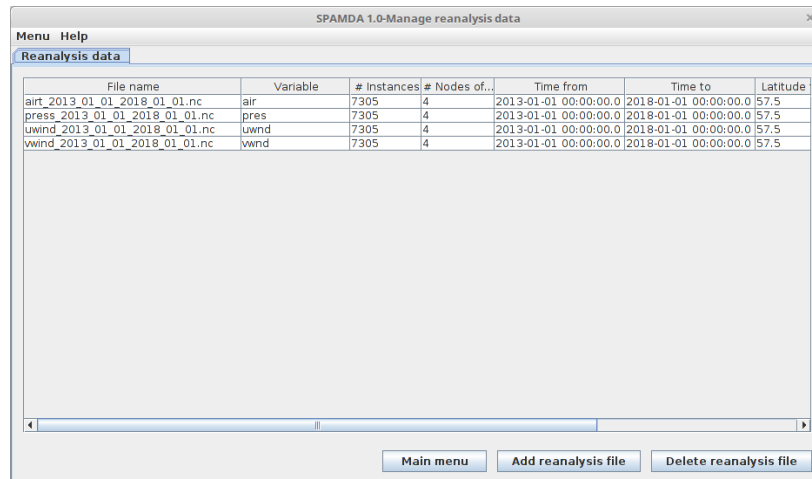 SPAMDA 1.0-Manage reanalysis data
Menu Help
Reanalysis data
File name Variable # Instances # Nodes of... Time from Time to Latitude
airt_2013_01_01_2018_01_01.nc air 7305 4 2013-01-01 00:00:00.0 2018-01-01 00:00:00.0 57.5
press_2013_01_01_2018_01_01.nc pres 7305 4 2013-01-01 00:00:00.0 2018-01-01 00:00:00.0 57.5
uwind_2013_01_01_2018_01_01.nc uwnd 7305 4 2013-01-01 00:00:00.0 2018-01-01 00:00:00.0 57.5
vwind_2013_01_01_2018_01_01.nc vwnd 7305 4 2013-01-01 00:00:00.0 2018-01-01 00:00:00.0 57.5
Main menu Add reanalysis file Delete reanalysis file